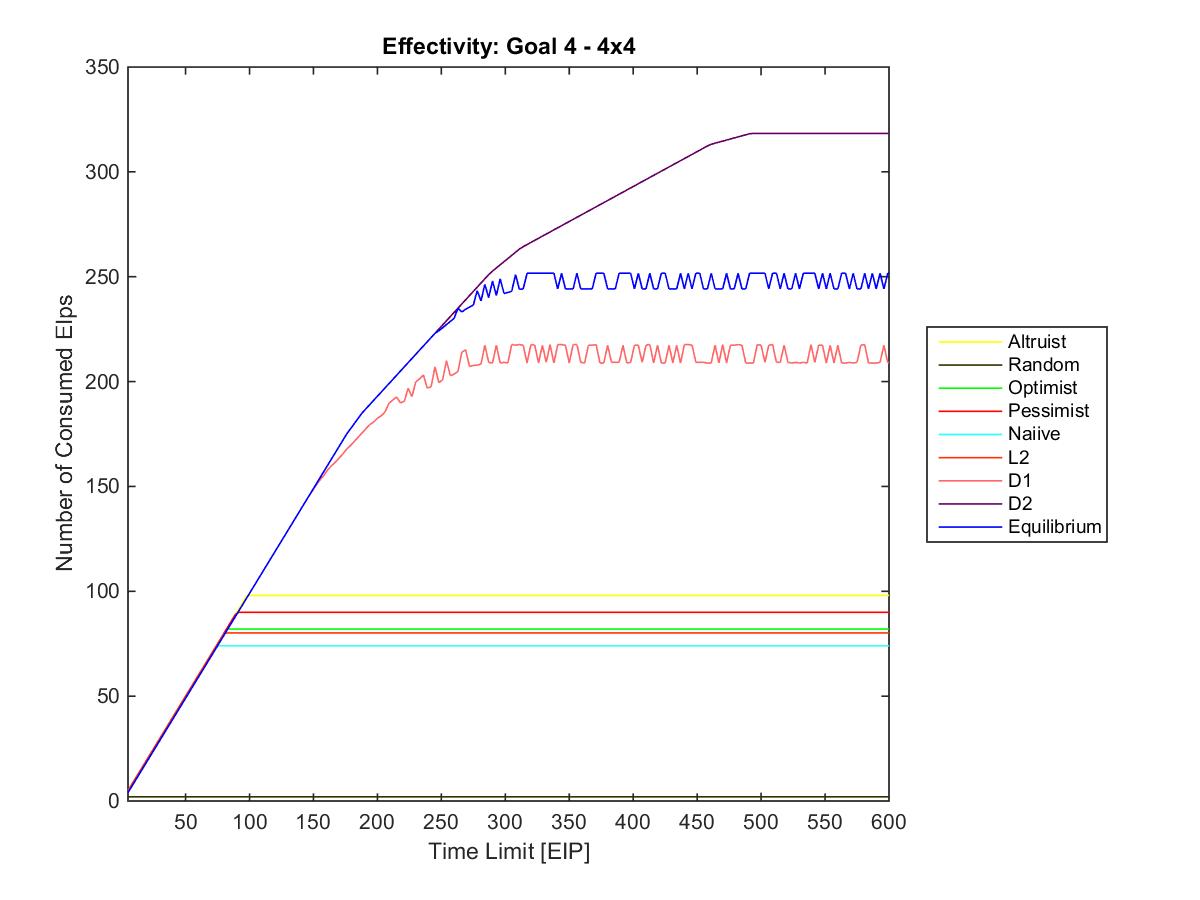 Effectivity: Goal 4 - 4x4
350
300
250
200
150
100
50
0
Number of Consumed EIps
50 100 150 200 250 300 350 400 450 500 550 600
Time Limit [EIP]
Altruist
Random
Optimist
Pessimist
Naiive
L2
D1
D2
Equilibrium